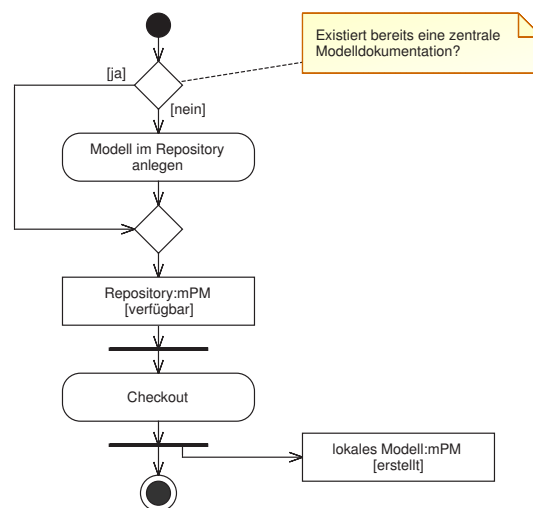 Existiert bereits eine zentrale
Modelldokumentation?
[ja]
[nein]
Modell im Repository
anlegen
Repository:mPM
[verfügbar]
Checkout
lokales Modell:mPM
[erstellt]